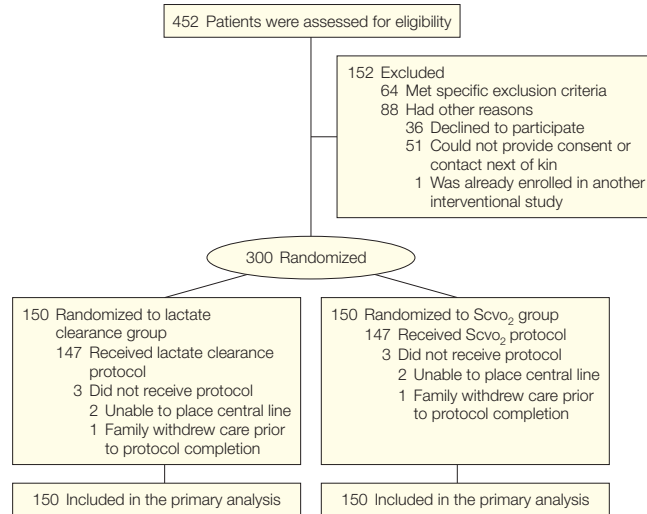 452 Patients were assessed for eligibility
152 Excluded
64 Met specific exclusion criteria
88 Had other reasons
36 Declined to participate
51 Could not provide consent or
contact next of kin
1 Was already enrolled in another
interventional study
300 Randomized
150 Randomized to lactate
clearance group
147 Received lactate clearance
protocol
3 Did not receive protocol
2 Unable to place central line
1 Family withdrew care prior
to protocol completion
150 Randomized to Scvo₂ group
147 Received Scvo₂ protocol
3 Did not receive protocol
2 Unable to place central line
1 Family withdrew care prior
to protocol completion
150 Included in the primary analysis
150 Included in the primary analysis